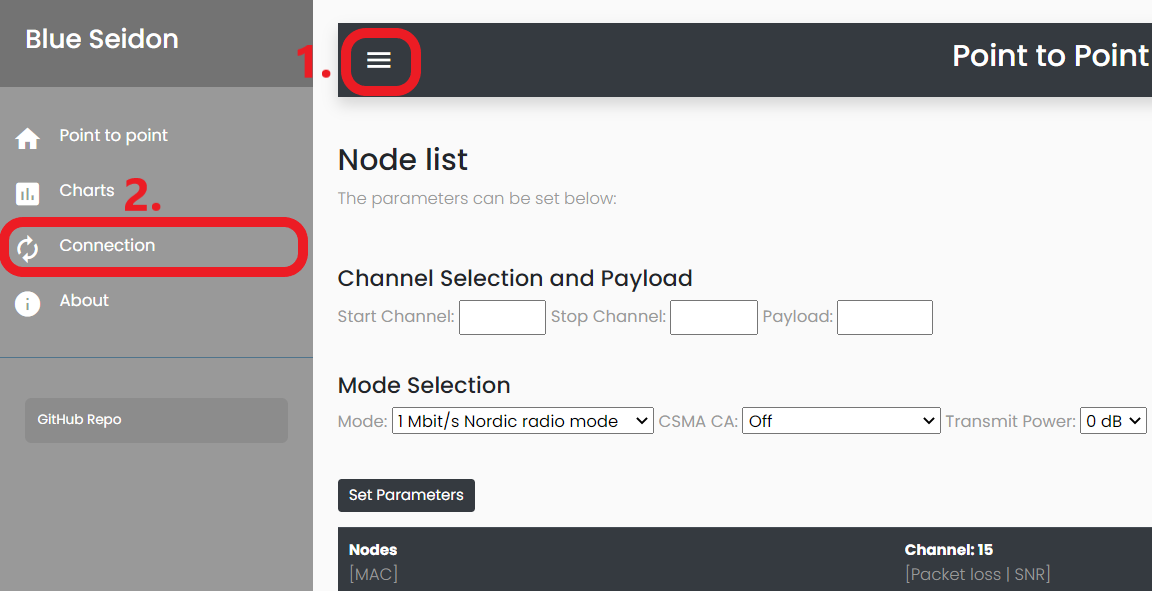 Blue Seidon
1.
Point to Point
Point to point
Charts
2.
Connection
About
GitHub Repo
Node list
The parameters can be set below:
Channel Selection and Payload
Start Channel: Stop Channel: Payload:
Mode Selection
Mode: 1 Mbit/s Nordic radio mode CSMA CA: Off Transmit Power: 0 dB
Set Parameters
Nodes Channel: 15
[MAC] [Packet loss | SNR]